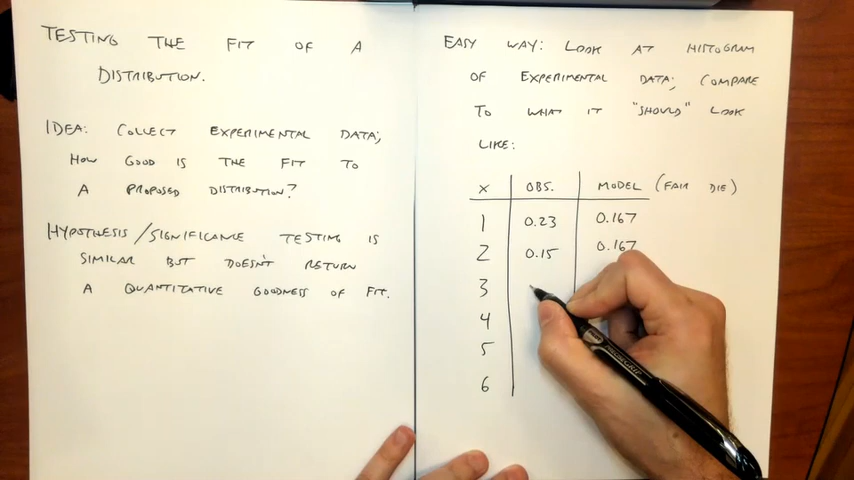 TESTING THE FIT OF A
DISTRIBUTION.
IDEA: COLLECT EXPERIMENTAL DATA;
HOW GOOD IS THE FIT TO
A PROPOSED DISTRIBUTION?
HYPOTHESIS/SIGNIFICANCE TESTING IS
SIMILAR BUT DOESN'T RETURN
A QUANTITATIVE GOODNESS OF FIT.
EASY WAY: LOOK AT HISTOGRAM
OF EXPERIMENTAL DATA; COMPARE
TO WHAT IT "SHOULD" LOOK
LIKE:
X OBS. MODEL (FAIR DIE)
1 0.23 0.167
2 0.15 0.167
3
4
5
6